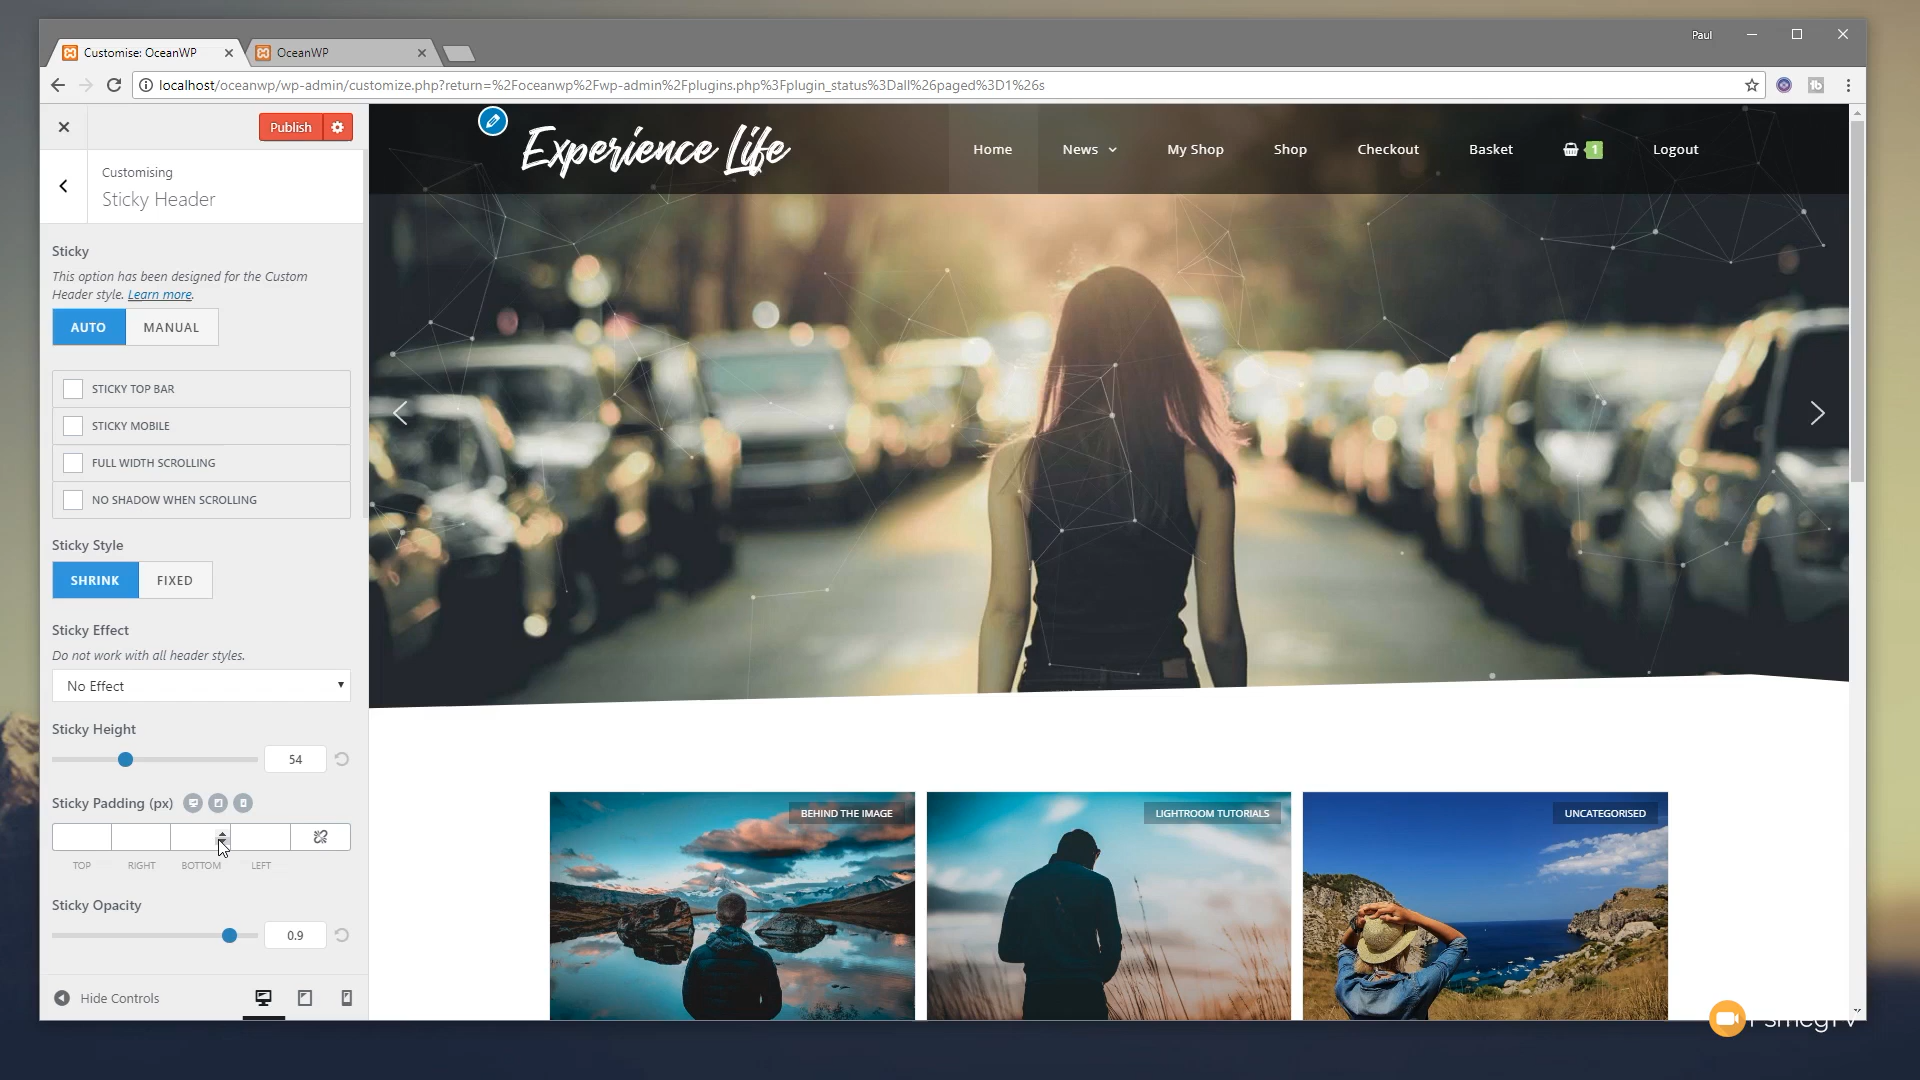 Paul
Customise: OceanWP
OceanWP
localhost/oceanwp/wp-admin/customize.php?return=%2Foceanwp%2Fwp-admin%2Fplugins.php%3Fplugin_status%3Dall%26paged%3D1%26s
Publish
Customising
Sticky Header
Experience Life
Home
News
My Shop
Shop
Checkout
Basket
1
Logout
Sticky
This option has been designed for the Custom
Header style. Learn more.
AUTO
MANUAL
STICKY TOP BAR
STICKY MOBILE
FULL WIDTH SCROLLING
NO SHADOW WHEN SCROLLING
Sticky Style
SHRINK
FIXED
Sticky Effect
Do not work with all header styles.
No Effect
Sticky Height
54
Sticky Padding (px)
TOP
RIGHT
BOTTOM
LEFT
Sticky Opacity
0.9
Hide Controls
BEHIND THE IMAGE
LIGHTROOM TUTORIALS
UNCATEGORISED